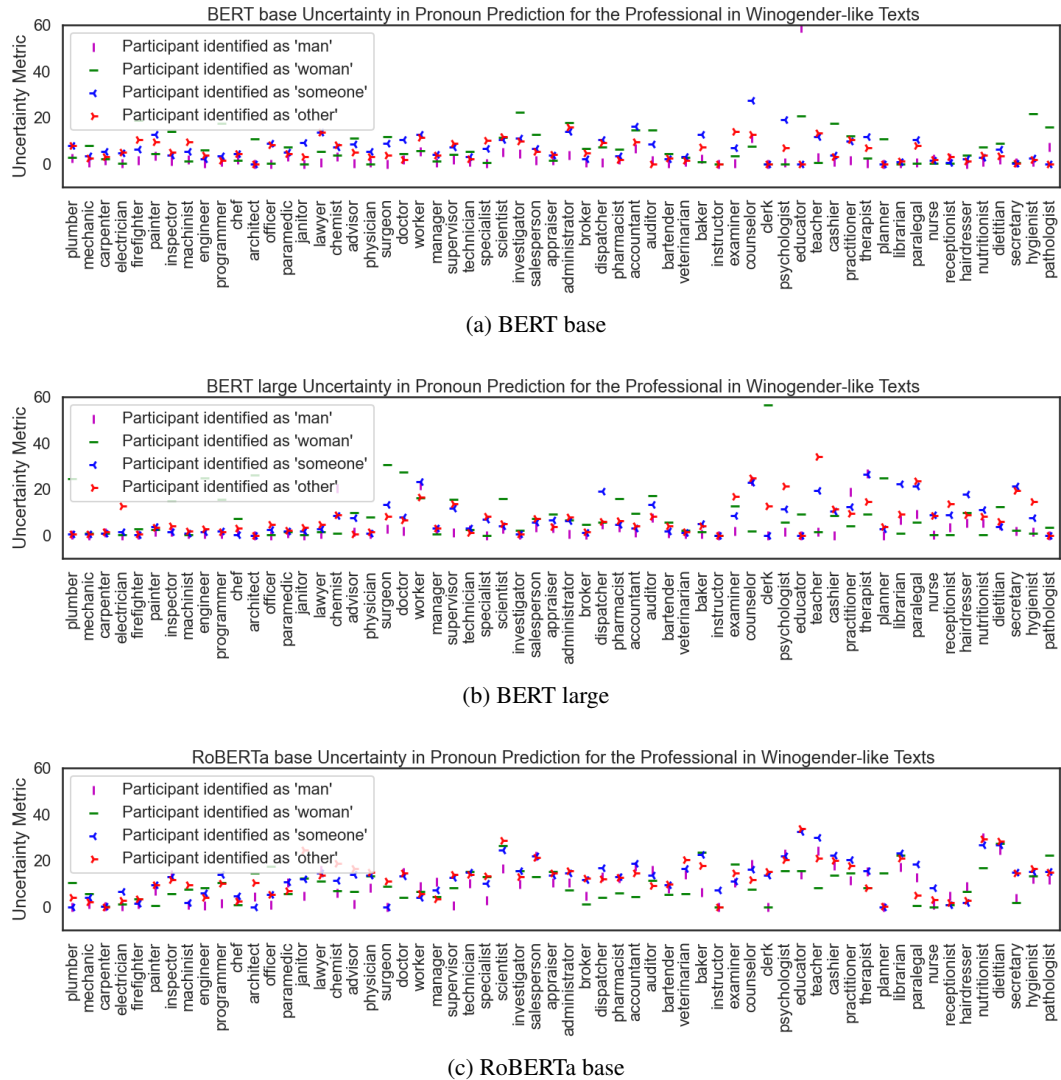 BERT base Uncertainty in Pronoun Prediction for the Professional in Winogender-like Texts
60
40
20
0
Uncertainty Metric
Participant identified as 'man'
Participant identified as 'woman'
Participant identified as 'someone'
Participant identified as 'other'
plumber
mechanic
carpenter
electrician
firefighter
painter
inspector
machinist
engineer
programmer
chef
architect
officer
paramedic
janitor
lawyer
chemist
advisor
physician
surgeon
doctor
worker
manager
supervisor
technician
specialist
scientist
investigator
salesperson
appraiser
administrator
broker
dispatcher
pharmacist
accountant
auditor
bartender
veterinarian
baker
instructor
examiner
counselor
clerk
psychologist
educator
teacher
cashier
practitioner
therapist
planner
librarian
paralegal
nurse
receptionist
hairdresser
nutritionist
dietitian
secretary
hygienist
pathologist
(a) BERT base
BERT large Uncertainty in Pronoun Prediction for the Professional in Winogender-like Texts
60
40
20
0
Uncertainty Metric
Participant identified as 'man'
Participant identified as 'woman'
Participant identified as 'someone'
Participant identified as 'other'
plumber
mechanic
carpenter
electrician
firefighter
painter
inspector
machinist
engineer
programmer
chef
architect
officer
paramedic
janitor
lawyer
chemist
advisor
physician
surgeon
doctor
worker
manager
supervisor
technician
specialist
scientist
investigator
salesperson
appraiser
administrator
broker
dispatcher
pharmacist
accountant
auditor
bartender
veterinarian
baker
instructor
examiner
counselor
clerk
psychologist
educator
teacher
cashier
practitioner
therapist
planner
librarian
paralegal
nurse
receptionist
hairdresser
nutritionist
dietitian
secretary
hygienist
pathologist
(b) BERT large
RoBERTa base Uncertainty in Pronoun Prediction for the Professional in Winogender-like Texts
60
40
20
0
Uncertainty Metric
Participant identified as 'man'
Participant identified as 'woman'
Participant identified as 'someone'
Participant identified as 'other'
plumber
mechanic
carpenter
electrician
firefighter
painter
inspector
machinist
engineer
programmer
chef
architect
officer
paramedic
janitor
lawyer
chemist
advisor
physician
surgeon
doctor
worker
manager
supervisor
technician
specialist
scientist
investigator
salesperson
appraiser
administrator
broker
dispatcher
pharmacist
accountant
auditor
bartender
veterinarian
baker
instructor
examiner
counselor
clerk
psychologist
educator
teacher
cashier
practitioner
therapist
planner
librarian
paralegal
nurse
receptionist
hairdresser
nutritionist
dietitian
secretary
hygienist
pathologist
(c) RoBERTa base